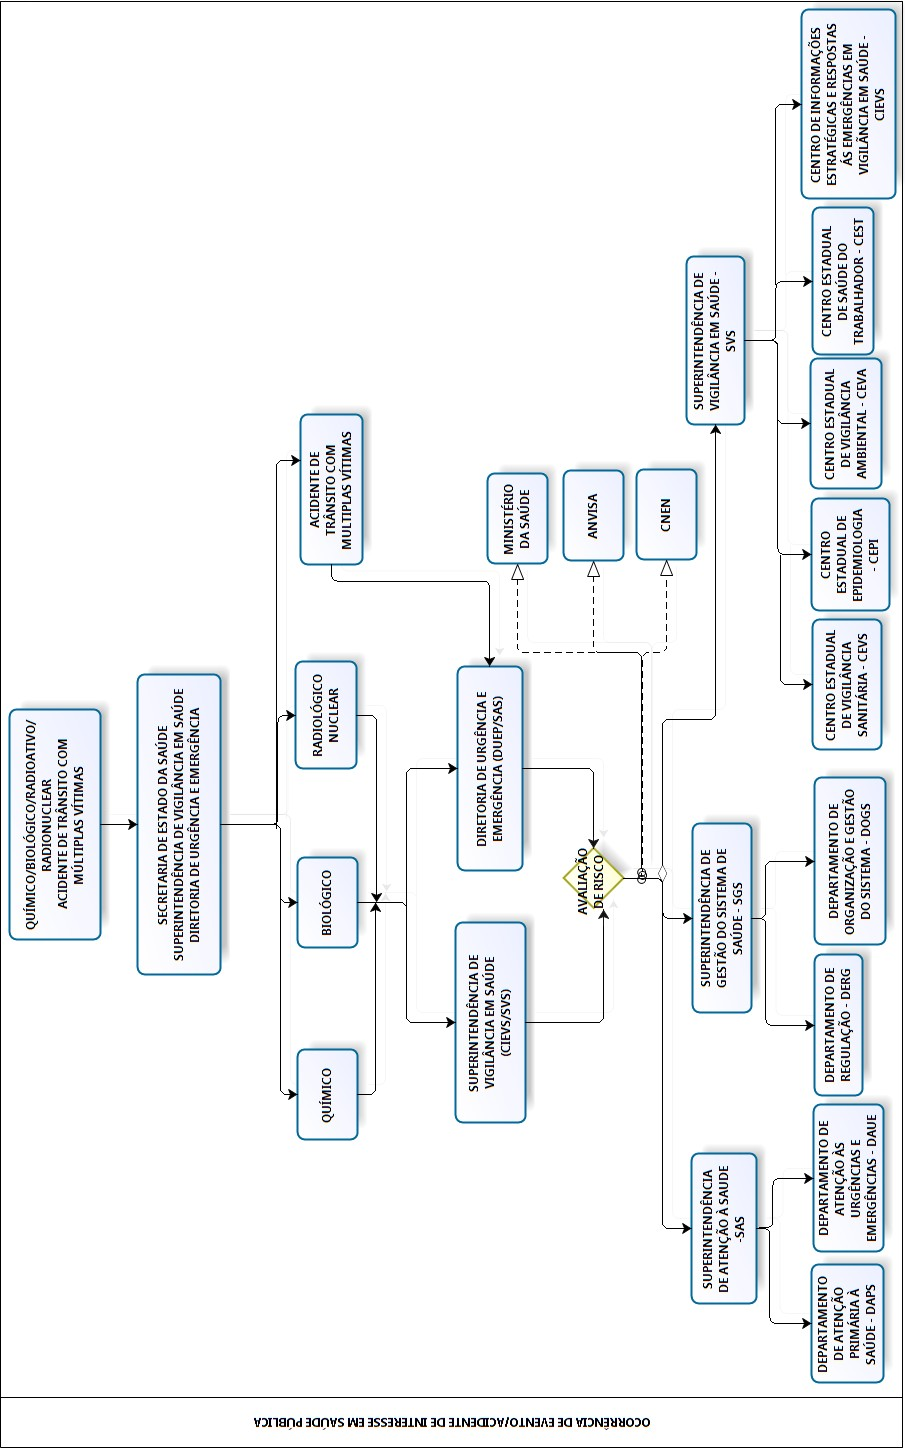 QUÍMICO/BIOLÓGICO/RADIOATIVO/
RADIONUCLEAR
ACIDENTE DE TRÂNSITO COM
MÚLTIPLAS VÍTIMAS
SECRETARIA DE ESTADO DA SAÚDE
SUPERINTENDÊNCIA DE VIGILÂNCIA EM SAÚDE
DIRETORIA DE URGÊNCIA E EMERGÊNCIA
QUÍMICO
BIOLÓGICO
RADIOLÓGICO
NUCLEAR
ACIDENTE DE
TRÂNSITO COM
MULTIPLAS VÍTIMAS
SUPERINTENDÊNCIA DE
VIGILÂNCIA EM SAÚDE
(CIEVS/SVS)
DIRETORIA DE URGÊNCIA E
EMERGÊNCIA (DUEP/SAS)
MINISTÉRIO
DA SAÚDE
ANVISA
CNEN
AVALIAÇÃO
DE RISCO
SUPERINTENDÊNCIA
DE ATENÇÃO À SAUDE
-SAS
SUPERINTENDÊNCIA DE
GESTÃO DO SISTEMA DE
SAÚDE - SGS
SUPERINTENDÊNCIA DE
VIGILÂNCIA EM SAÚDE -
SVS
DEPARTAMENTO
DE ATENÇÃO
PRIMÁRIA À
SAÚDE - DAPS
DEPARTAMENTO DE
ATENÇÃO ÀS
URGÊNCIAS E
EMERGÊNCIAS - DAUE
DEPARTAMENTO DE
REGULAÇÃO - DERG
DEPARTAMENTO DE
ORGANIZAÇÃO E GESTÃO
DO SISTEMA - DOGS
CENTRO ESTADUAL
DE VIGILÂNCIA
SANITÁRIA - CEVS
CENTRO
ESTADUAL DE
EPIDEMIOLOGIA
- CEPI
CENTRO ESTADUAL
DE VIGILÂNCIA
AMBIENTAL - CEVA
CENTRO ESTADUAL
DE SAÚDE DO
TRABALHADOR - CEST
CENTRO DE INFORMAÇÕES
ESTRATÉGICAS E RESPOSTAS
ÁS EMERGÊNCIAS EM
VIGILÂNCIA EM SAÚDE -
CIEVS
OCORRÊNCIA DE EVENTO/ACIDENTE DE INTERESSE EM SAÚDE PÚBLICA